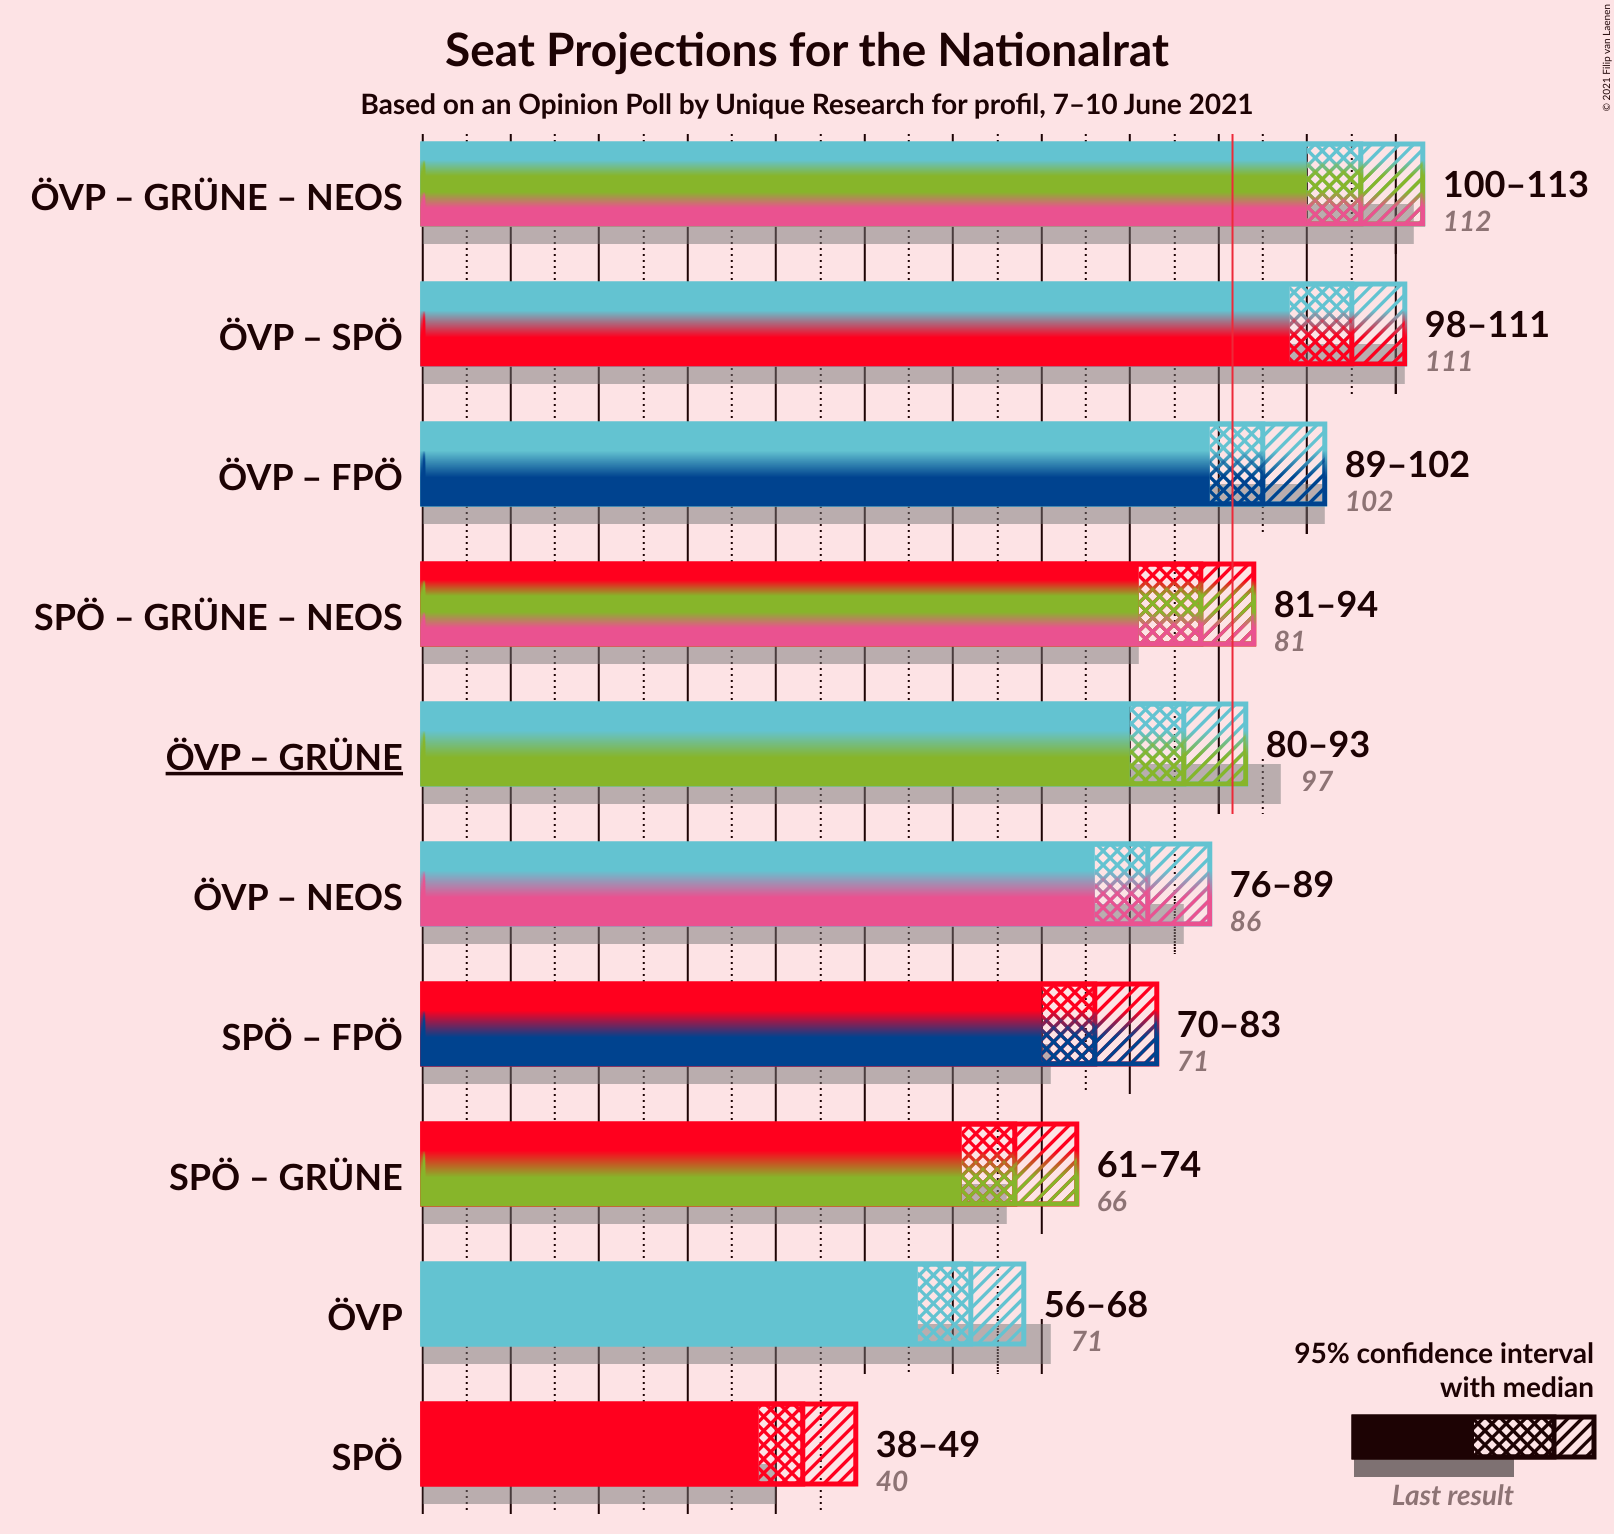 Seat Projections for the Nationalrat
Based on an Opinion Poll by Unique Research for profil, 7–10 June 2021
© 2021 Filip van Laenen
ÖVP – GRÜNE – NEOS
100–113
112
ÖVP – SPÖ
98–111
111
ÖVP – FPÖ
89–102
102
SPÖ – GRÜNE – NEOS
81–94
81
ÖVP – GRÜNE
80–93
97
ÖVP – NEOS
76–89
86
SPÖ – FPÖ
70–83
71
SPÖ – GRÜNE
61–74
66
ÖVP
56–68
71
SPÖ
38–49
40
95% confidence interval
with median
Last result